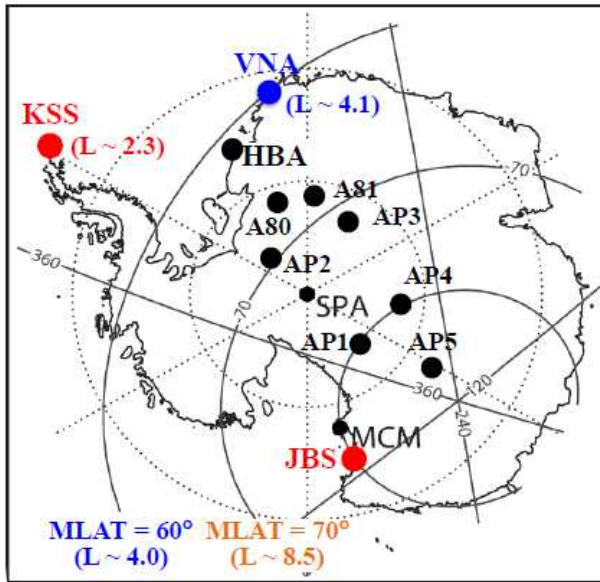 VNA
(L ~ 4.1)
KSS
(L ~ 2.3)
HBA
70
A81
A80
AP3
AP2
360
AP4
SPA
70
AP1
AP5
360
120
240
MCM
JBS
MLAT = 60° MLAT = 70°
(L ~ 4.0) (L ~ 8.5)